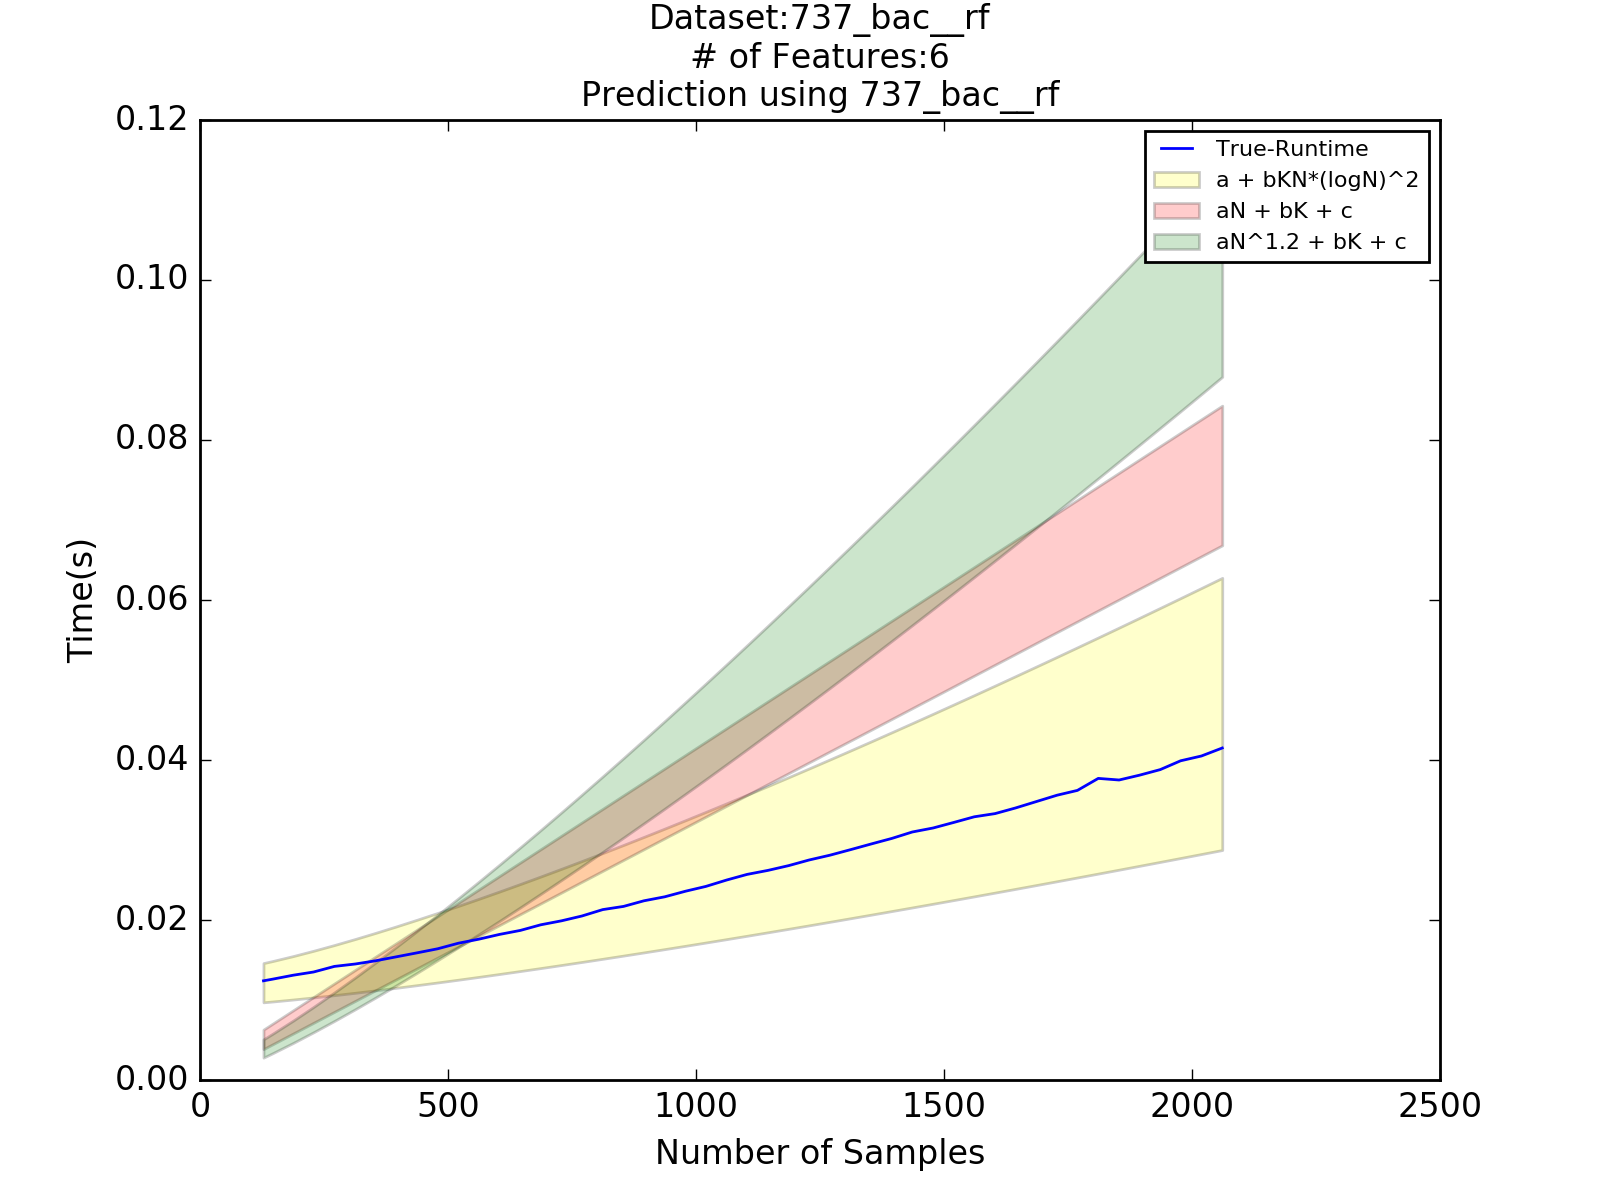 Dataset:737_bac__rf
# of Features:6
Prediction using 737_bac__rf
0.12
0.10
0.08
0.06
0.04
0.02
0.00
Time(s)
True-Runtime
a + bKN*(logN)^2
aN + bK + c
aN^1.2 + bK + c
0
500
1000
1500
2000
2500
Number of Samples